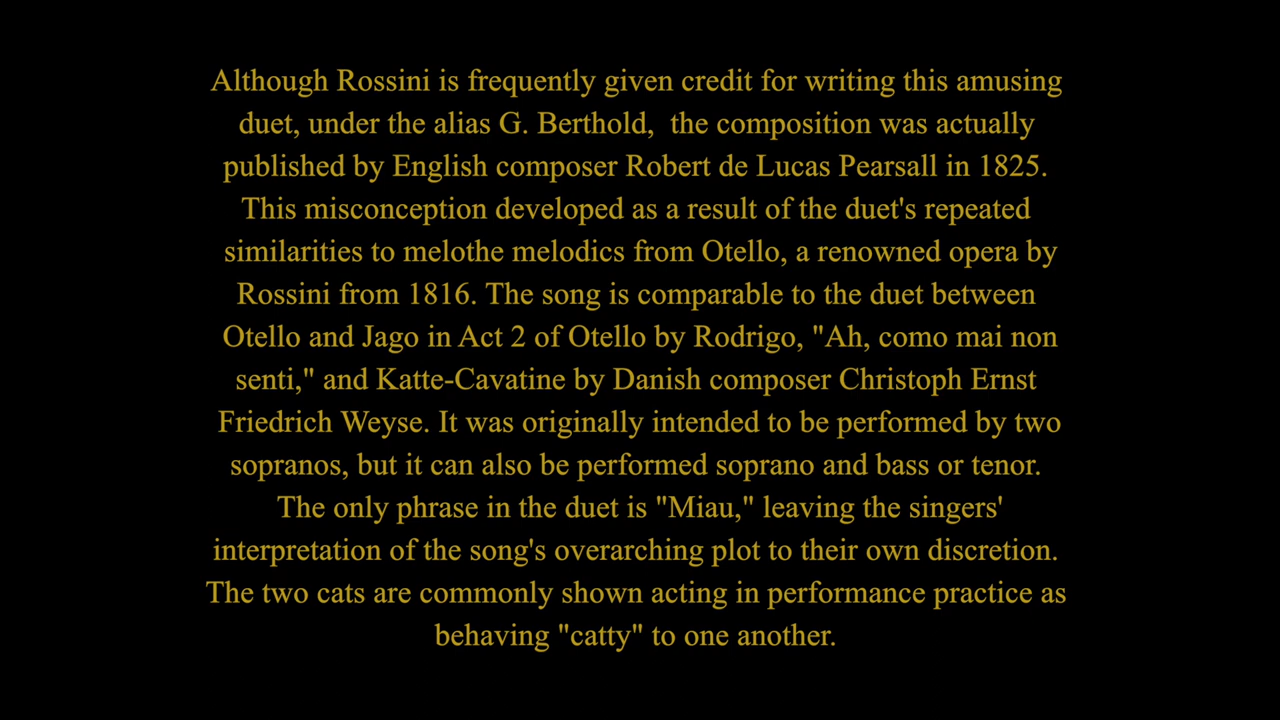 Although Rossini is frequently given credit for writing this amusing
duet, under the alias G. Berthold,  the composition was actually
published by English composer Robert de Lucas Pearsall in 1825.
This misconception developed as a result of the duet's repeated
similarities to melothe melodics from Otello, a renowned opera by
Rossini from 1816. The song is comparable to the duet between
Otello and Jago in Act 2 of Otello by Rodrigo, "Ah, como mai non
senti," and Katte-Cavatine by Danish composer Christoph Ernst
Friedrich Weyse. It was originally intended to be performed by two
sopranos, but it can also be performed soprano and bass or tenor.
The only phrase in the duet is "Miau," leaving the singers'
interpretation of the song's overarching plot to their own discretion.
The two cats are commonly shown acting in performance practice as
behaving "catty" to one another.